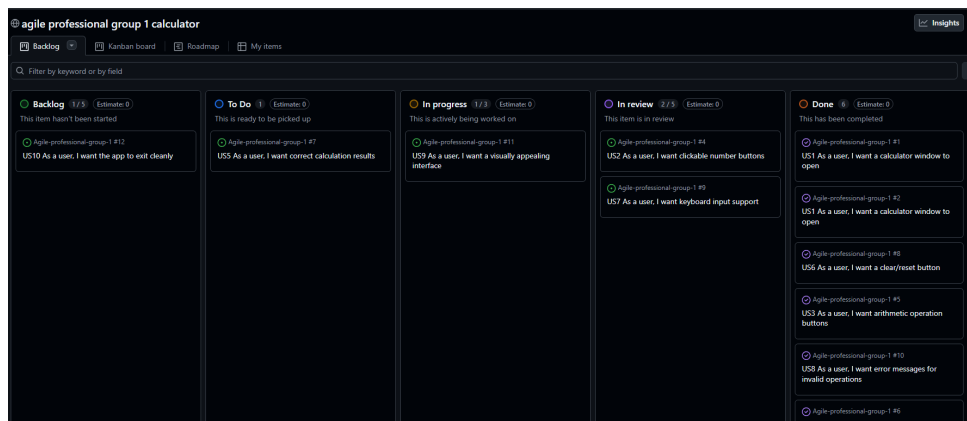 agile professional group 1 calculator
Insights
Backlog
Kanban board
Roadmap
My items
Filter by keyword or by field
Backlog 1 / 5 Estimate: 0
This item hasn't been started
Agile-professional-group-1 #12
US10 As a user, I want the app to exit cleanly
To Do 1 Estimate: 0
This is ready to be picked up
Agile-professional-group-1 #7
US5 As a user, I want correct calculation results
In progress 1 / 3 Estimate: 0
This is actively being worked on
Agile-professional-group-1 #11
US9 As a user, I want a visually appealing
interface
In review 2 / 5 Estimate: 0
This item is in review
Agile-professional-group-1 #4
US2 As a user, I want clickable number buttons
Agile-professional-group-1 #9
US7 As a user, I want keyboard input support
Done 6 Estimate: 0
This has been completed
Agile-professional-group-1 #1
US1 As a user, I want a calculator window to
open
Agile-professional-group-1 #2
US1 As a user, I want a calculator window to
open
Agile-professional-group-1 #8
US6 As a user, I want a clear/reset button
Agile-professional-group-1 #5
US3 As a user, I want arithmetic operation
buttons
Agile-professional-group-1 #10
US8 As a user, I want error messages for
invalid operations
Agile-professional-group-1 #6